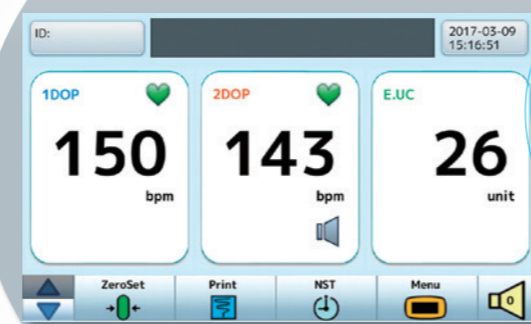 ID:
2017-03-09
15:16:51
1DOP
150
bpm
2DOP
143
bpm
E.UC
26
unit
ZeroSet
Print
NST
Menu
0